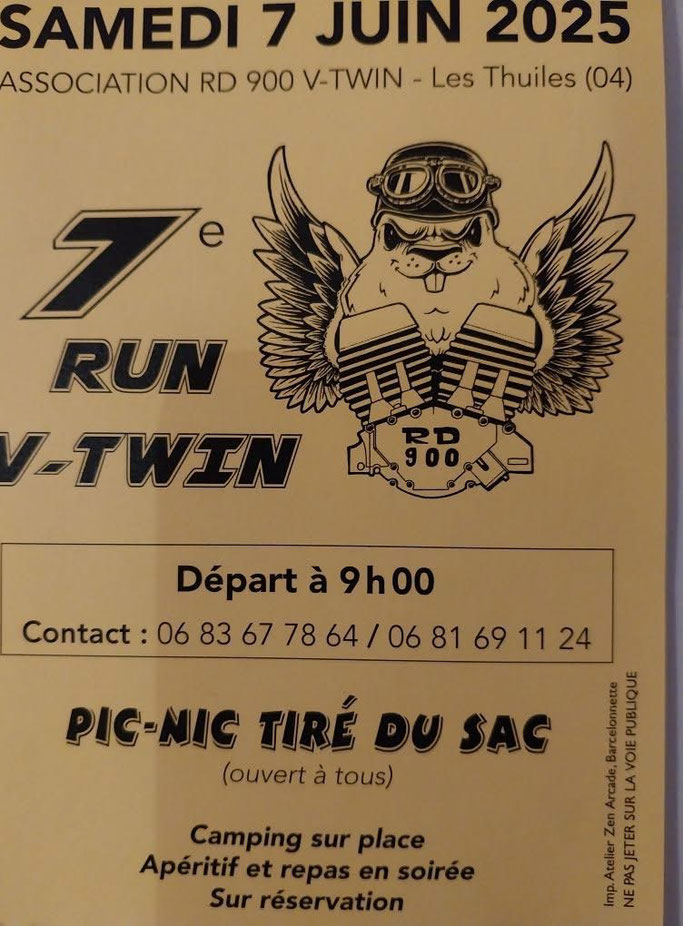 SAMEDI 7 JUIN 2025
ASSOCIATION RD 900 V-TWIN - Les Thuiles (04)
7e
RUN
V-TWIN
RD
900
Départ à 9h00
Contact : 06 83 67 78 64 / 06 81 69 11 24
PIC-NIC TIRÉ DU SAC
(ouvert à tous)
Camping sur place
Apéritif et repas en soirée
Sur réservation
Imp. Atelier Zen Arcade, Barcelonnette
NE PAS JETER SUR LA VOIE PUBLIQUE